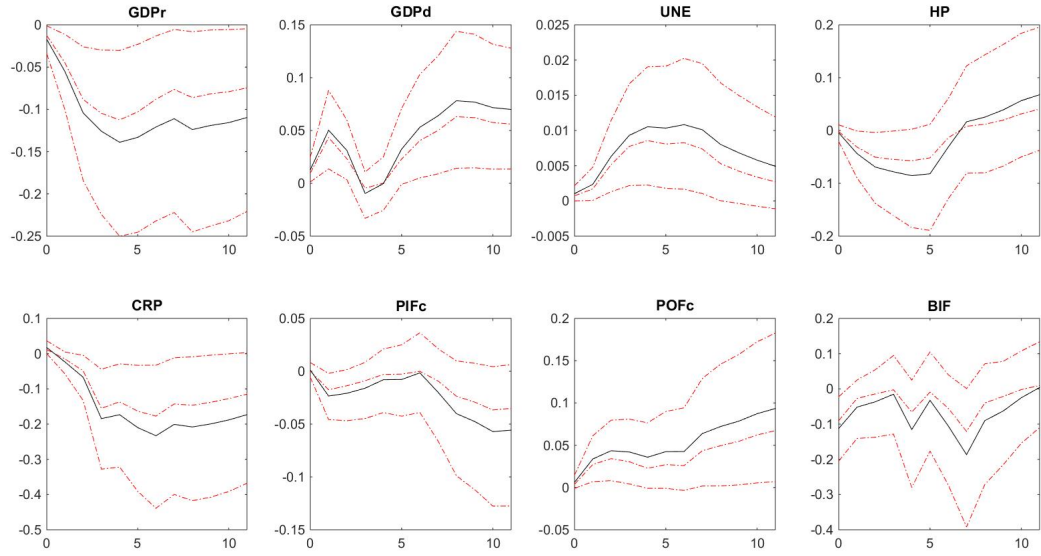 GDPr GDPd UNE HP
0 0.15 0.025 0.2
-0.05 0.1 0.02 0.1
-0.1 0.05 0.015 0
-0.15 0 0.01 -0.1
-0.2 -0.05 0.005 -0.2
-0.25 0
-0.005
0 5 10 0 5 10 0 5 10 0 5 10
CRP PIFc POFc BIF
0.1 0.05 0.2 0.2
0 0 0.15 0.1
-0.1 -0.05 0.1 0
-0.2 -0.1 0.05 -0.1
-0.3 -0.15 0 -0.2
-0.4 -0.05 -0.3
-0.5 -0.4
0 5 10 0 5 10 0 5 10 0 5 10